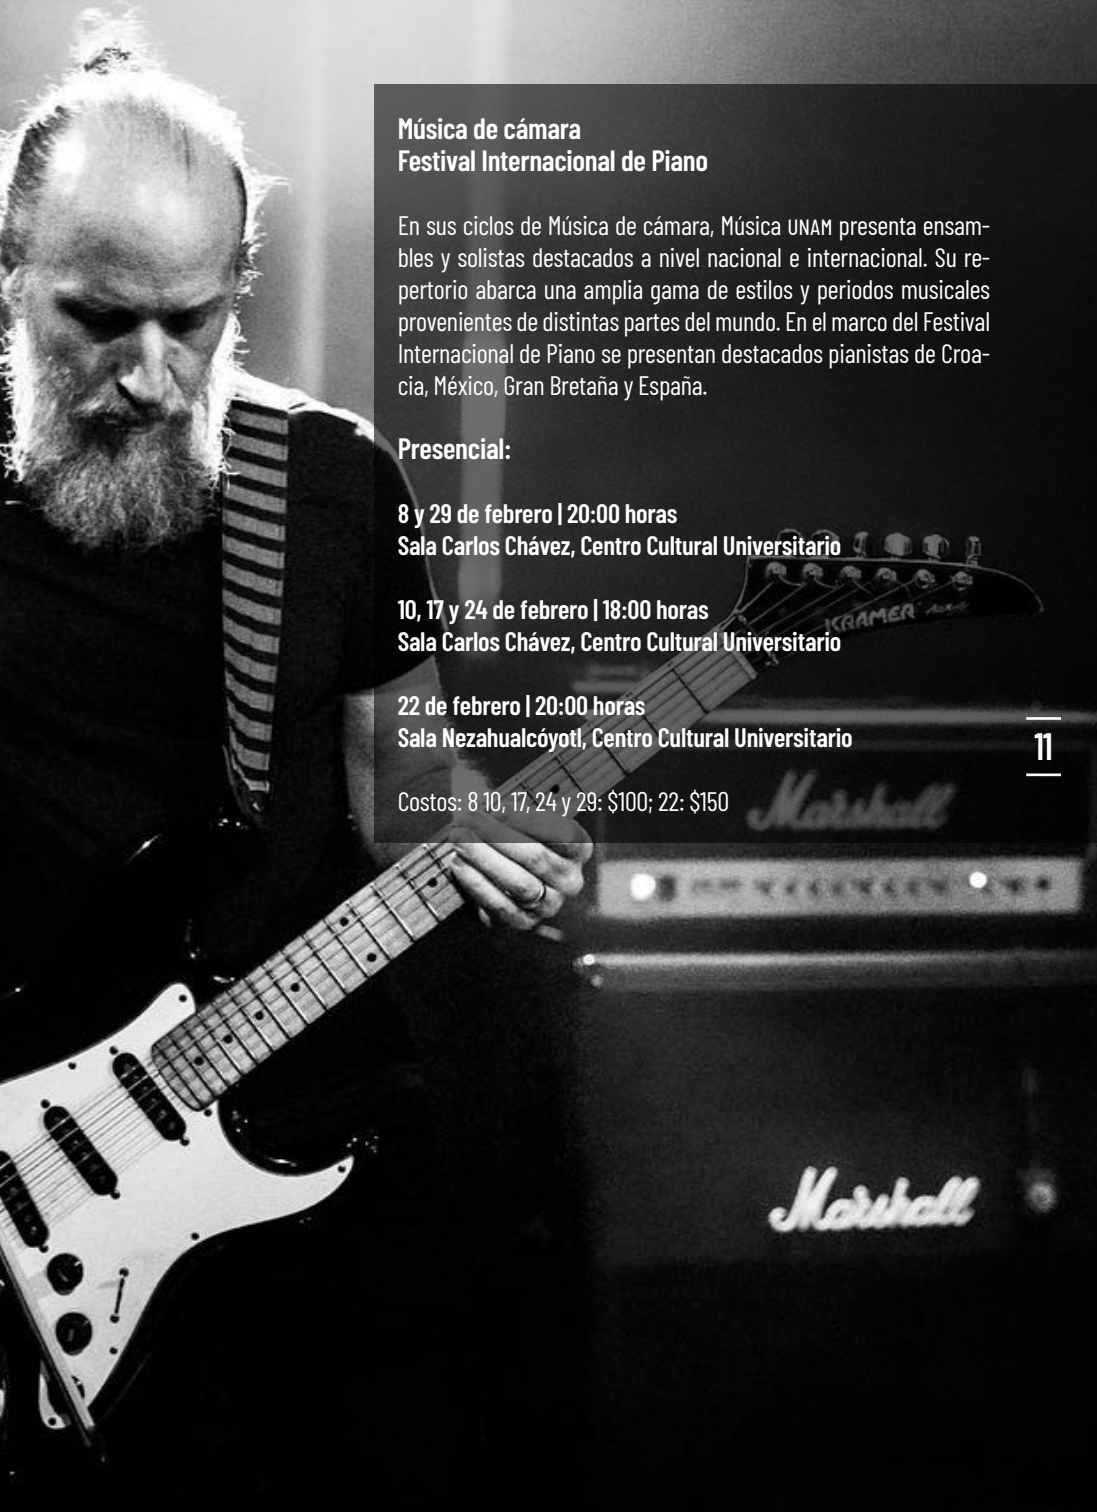 Música de cámara
Festival Internacional de Piano
En sus ciclos de Música de cámara, Música UNAM presenta ensam-
bles y solistas destacados a nivel nacional e internacional. Su re-
pertorio abarca una amplia gama de estilos y periodos musicales
provenientes de distintas partes del mundo. En el marco del Festival
Internacional de Piano se presentan destacados pianistas de Croa-
cia, México, Gran Bretaña y España.
Presencial:
8 y 29 de febrero | 20:00 horas
Sala Carlos Chávez, Centro Cultural Universitario
10, 17 y 24 de febrero | 18:00 horas
Sala Carlos Chávez, Centro Cultural Universitario
22 de febrero | 20:00 horas
Sala Nezahualcóyotl, Centro Cultural Universitario
Costos: 8 10, 17, 24 y 29: $100; 22: $150
11
KRAMER
Marshall
Marshall